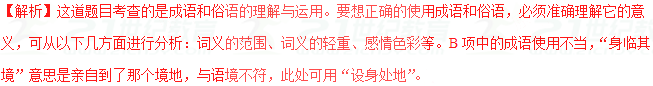 【解析】这道题目考查的是成语和俗语的理解与运用。要想正确的使用成语和俗语，必须准确理解它的意
义，可从以下几方面进行分析：词义的范围、词义的轻重、感情色彩等。B 项中的成语使用不当，“身临其
境”意思是亲自到了那个境地，与语境不符，此处可用“设身处地”。